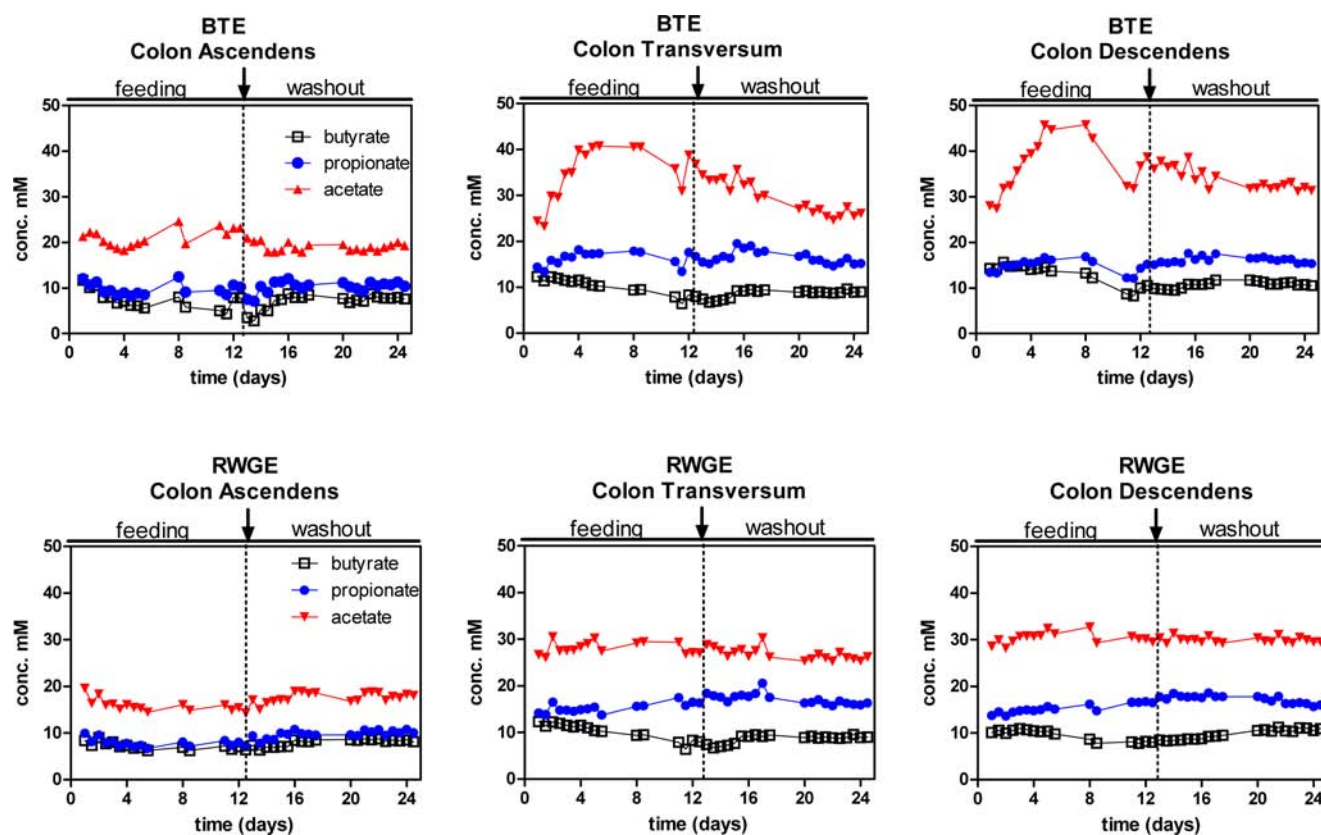 BTE
Colon Ascendens
feeding
washout
50
40
30
20
10
0
conc. mM
butyrate
propionate
acetate
0 4 8 12 16 20 24
time (days)
BTE
Colon Transversum
feeding
washout
50
40
30
20
10
0
conc. mM
0 4 8 12 16 20 24
time (days)
BTE
Colon Descendens
feeding
washout
50
40
30
20
10
0
conc. mM
0 4 8 12 16 20 24
time (days)
RWGE
Colon Ascendens
feeding
washout
50
40
30
20
10
0
conc. mM
butyrate
propionate
acetate
0 4 8 12 16 20 24
time (days)
RWGE
Colon Transversum
feeding
washout
50
40
30
20
10
0
conc. mM
0 4 8 12 16 20 24
time (days)
RWGE
Colon Descendens
feeding
washout
50
40
30
20
10
0
conc. mM
0 4 8 12 16 20 24
time (days)